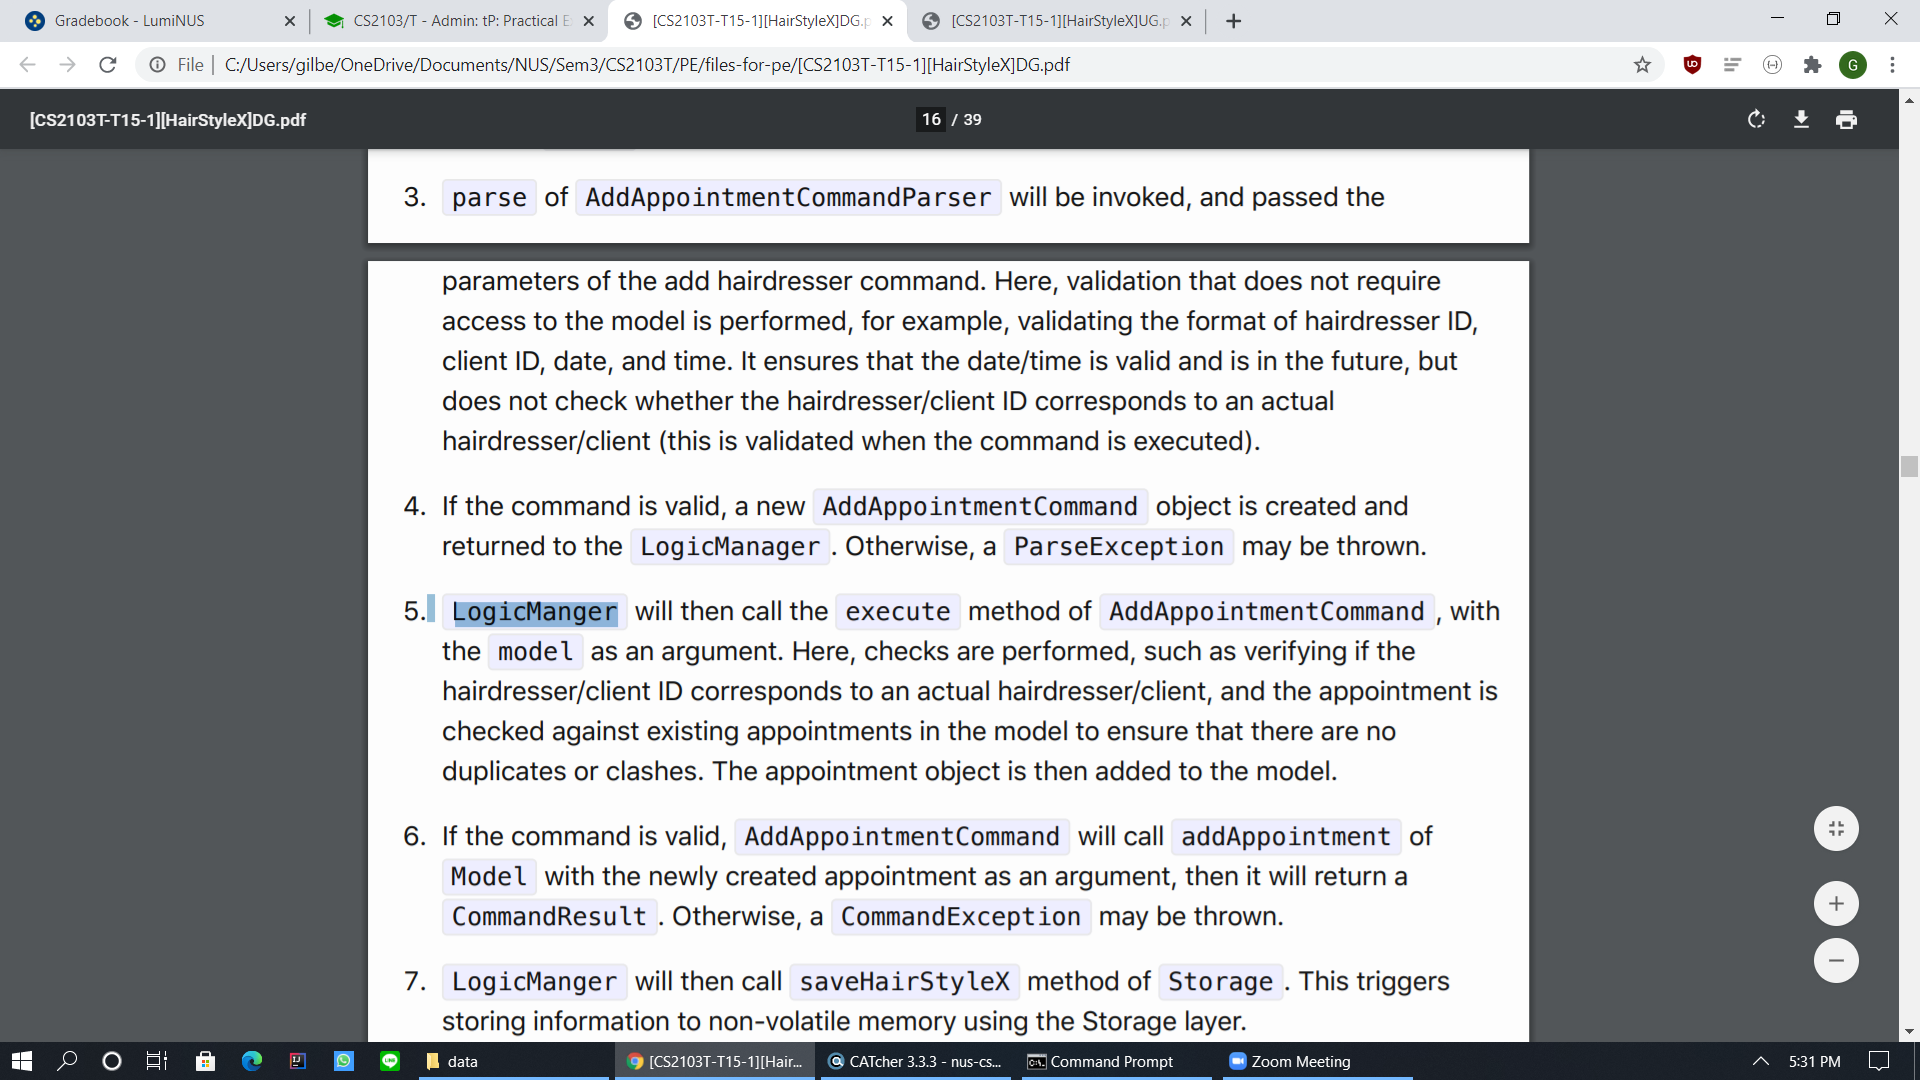 Gradebook - LumiNUS
CS2103/T - Admin: tP: Practical E
[CS2103T-T15-1][HairStyleX]DG.p
[CS2103T-T15-1][HairStyleX]UG.p
File | C:/Users/gilbe/OneDrive/Documents/NUS/Sem3/CS2103T/PE/files-for-pe/[CS2103T-T15-1][HairStyleX]DG.pdf
G
[CS2103T-T15-1][HairStyleX]DG.pdf
16 / 39
3. parse of AddAppointmentCommandParser will be invoked, and passed the
parameters of the add hairdresser command. Here, validation that does not require
access to the model is performed, for example, validating the format of hairdresser ID,
client ID, date, and time. It ensures that the date/time is valid and is in the future, but
does not check whether the hairdresser/client ID corresponds to an actual
hairdresser/client (this is validated when the command is executed).
4. If the command is valid, a new AddAppointmentCommand object is created and
returned to the LogicManager . Otherwise, a ParseException may be thrown.
5. LogicManger will then call the execute method of AddAppointmentCommand , with
the model as an argument. Here, checks are performed, such as verifying if the
hairdresser/client ID corresponds to an actual hairdresser/client, and the appointment is
checked against existing appointments in the model to ensure that there are no
duplicates or clashes. The appointment object is then added to the model.
6. If the command is valid, AddAppointmentCommand will call addAppointment of
Model with the newly created appointment as an argument, then it will return a
CommandResult . Otherwise, a CommandException may be thrown.
7. LogicManger will then call saveHairStyleX method of Storage . This triggers
storing information to non-volatile memory using the Storage layer.
data
[CS2103T-T15-1][Hair...
CATcher 3.3.3 - nus-cs...
Command Prompt
Zoom Meeting
5:31 PM